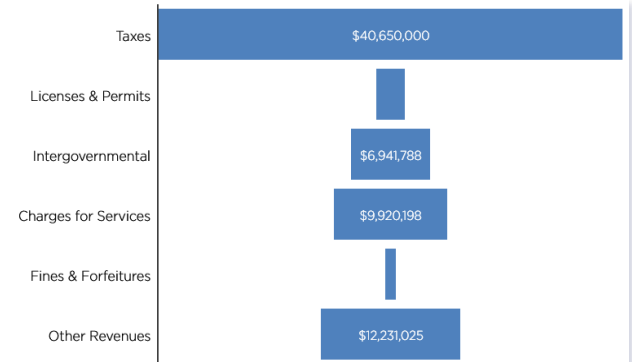 Taxes $40,650,000
Licenses & Permits
Intergovernmental $6,941,788
Charges for Services $9,920,198
Fines & Forfeitures
Other Revenues $12,231,025